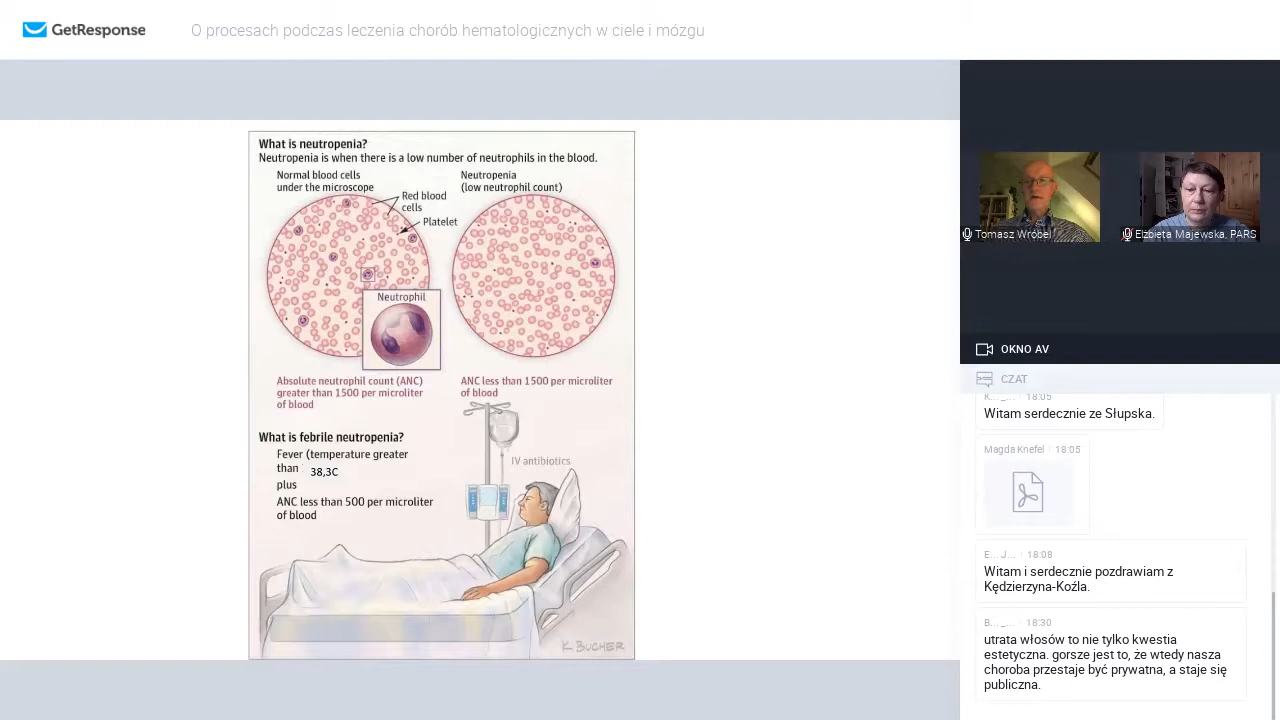 GetResponse
O procesach podczas leczenia chorób hematologicznych w ciele i mózgu
What is neutropenia?
Neutropenia is when there is a low number of neutrophils in the blood.
Normal blood cells
under the microscope
Red blood
cells
Platelet
Neutrophil
Neutropenia
(low neutrophil count)
Absolute neutrophil count (ANC)
greater than 1500 per microliter
of blood
ANC less than 1500 per microliter
of blood
What is febrile neutropenia?
Fever (temperature greater
than 38,3C
plus
ANC less than 500 per microliter
of blood
IV antibiotics
K. BUCHER
Tomasz Wróbel
Elżbieta Majewska. PARS
OKNO AV
CZAT
K... _... 18:05
Witam serdecznie ze Słupska.
Magda Knefel 18:05
E... J... 18:08
Witam i serdecznie pozdrawiam z
Kędzierzyna-Koźla.
B... _... 18:30
utrata włosów to nie tylko kwestia
estetyczna. gorsze jest to, że wtedy nasza
choroba przestaje być prywatna, a staje się
publiczna.